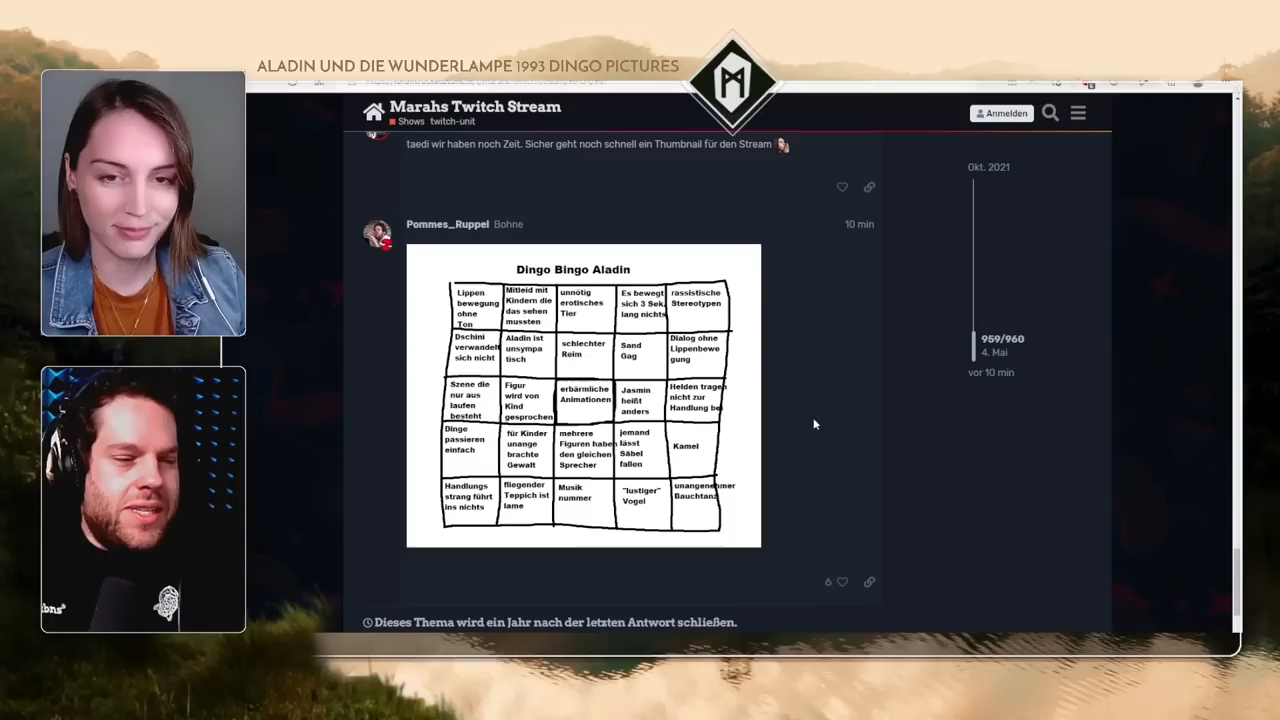 ALADIN UND DIE WUNDERLAMPE 1993 DINGO PICTURES
Marahs Twitch Stream
Shows twitch-unit
Anmelden
taedi wir haben noch Zeit. Sicher geht noch schnell ein Thumbnail für den Stream
Okt. 2021
Pommes_Ruppel Bohne
10 min
Dingo Bingo Aladin
Lippen
bewegung
ohne
Ton
Mitleid mit
Kindern die
das sehen
mussten
unnötig
erotisches
Tier
Es bewegt
sich 3 Sek.
lang nichts
rassistische
Stereotypen
Dschini
verwandelt
sich nicht
Aladin ist
unsympa
tisch
schlechter
Reim
Sand
Gag
Dialog ohne
Lippenbewe
gung
Szene die
nur aus
laufen
besteht
Figur
wird von
Kind
gesprochen
erbärmliche
Animationen
Jasmin
heißt
anders
Helden tragen
nicht zur
Handlung bei
Dinge
passieren
einfach
für Kinder
unange
brachte
Gewalt
mehrere
Figuren haben
den gleichen
Sprecher
jemand
lässt
Säbel
fallen
Kamel
Handlungs
strang führt
ins nichts
fliegender
Teppich ist
lame
Musik
nummer
"lustiger"
Vogel
unangenehmer
Bauchtanz
959/960
4. Mai
vor 10 min
6
Dieses Thema wird ein Jahr nach der letzten Antwort schließen.